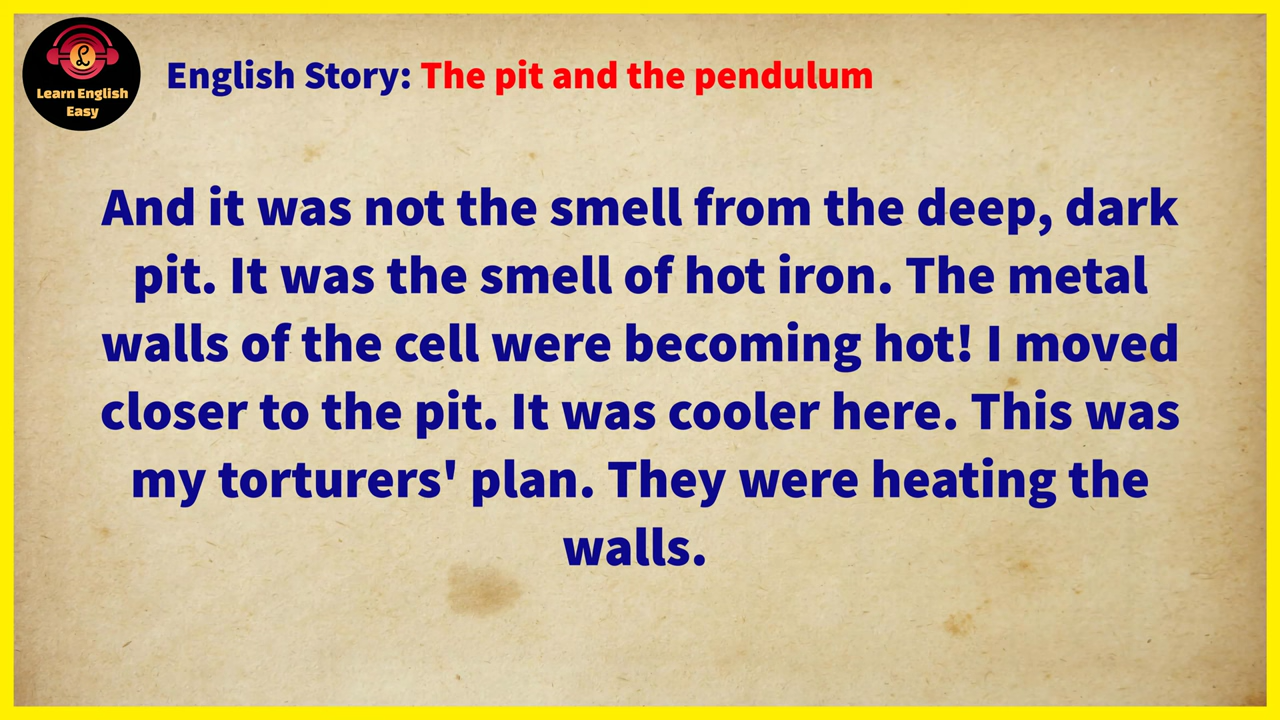 Learn English
Easy
English Story: The pit and the pendulum
And it was not the smell from the deep, dark
pit. It was the smell of hot iron. The metal
walls of the cell were becoming hot! I moved
closer to the pit. It was cooler here. This was
my torturers' plan. They were heating the
walls.